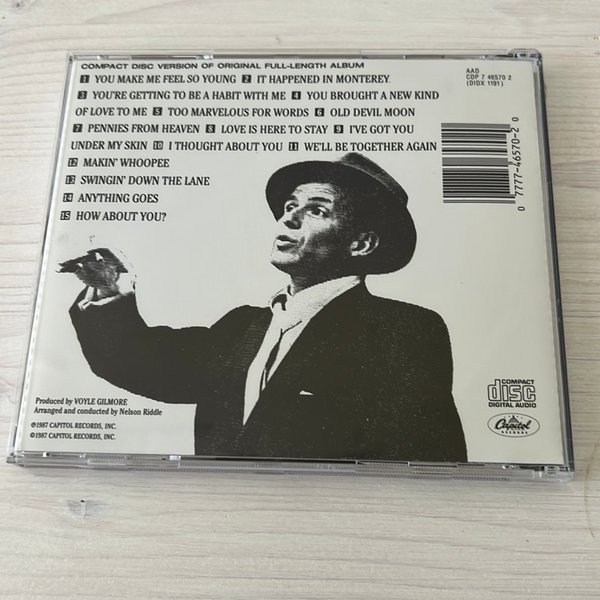 COMPACT DISC VERSION OF ORIGINAL FULL-LENGTH ALBUM
1 YOU MAKE ME FEEL SO YOUNG 2 IT HAPPENED IN MONTEREY
3 YOU'RE GETTING TO BE A HABIT WITH ME 4 YOU BROUGHT A NEW KIND
OF LOVE TO ME 5 TOO MARVELOUS FOR WORDS 6 OLD DEVIL MOON
7 PENNIES FROM HEAVEN 8 LOVE IS HERE TO STAY 9 I'VE GOT YOU
UNDER MY SKIN 10 I THOUGHT ABOUT YOU 11 WE'LL BE TOGETHER AGAIN
12 MAKIN' WHOOPEE
13 SWINGIN' DOWN THE LANE
14 ANYTHING GOES
15 HOW ABOUT YOU?
AAD
CDP 7 46570 2
(DIDX 1191)
0 7777-46570-2 0
Produced by VOYLE GILMORE
Arranged and conducted by Nelson Riddle
℗1987 CAPITOL RECORDS, INC.
©1987 CAPITOL RECORDS, INC.
COMPACT
disc
DIGITAL AUDIO
Capitol
RECORDS